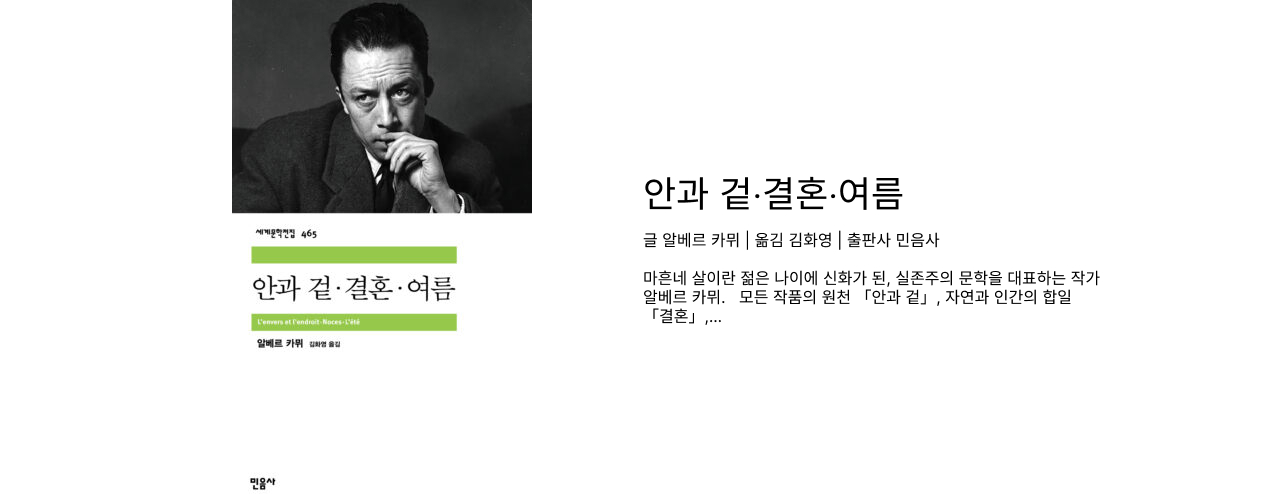 세계문학전집 465
안과 겉·결혼·여름
L'envers et l'endroit·Noces·L'été
알베르 카뮈 김화영 옮김
민음사
안과 겉·결혼·여름
글 알베르 카뮈 | 옮김 김화영 | 출판사 민음사
마흔네 살이란 젊은 나이에 신화가 된, 실존주의 문학을 대표하는 작가
알베르 카뮈. 모든 작품의 원천 「안과 겉」, 자연과 인간의 합일
「결혼」,...